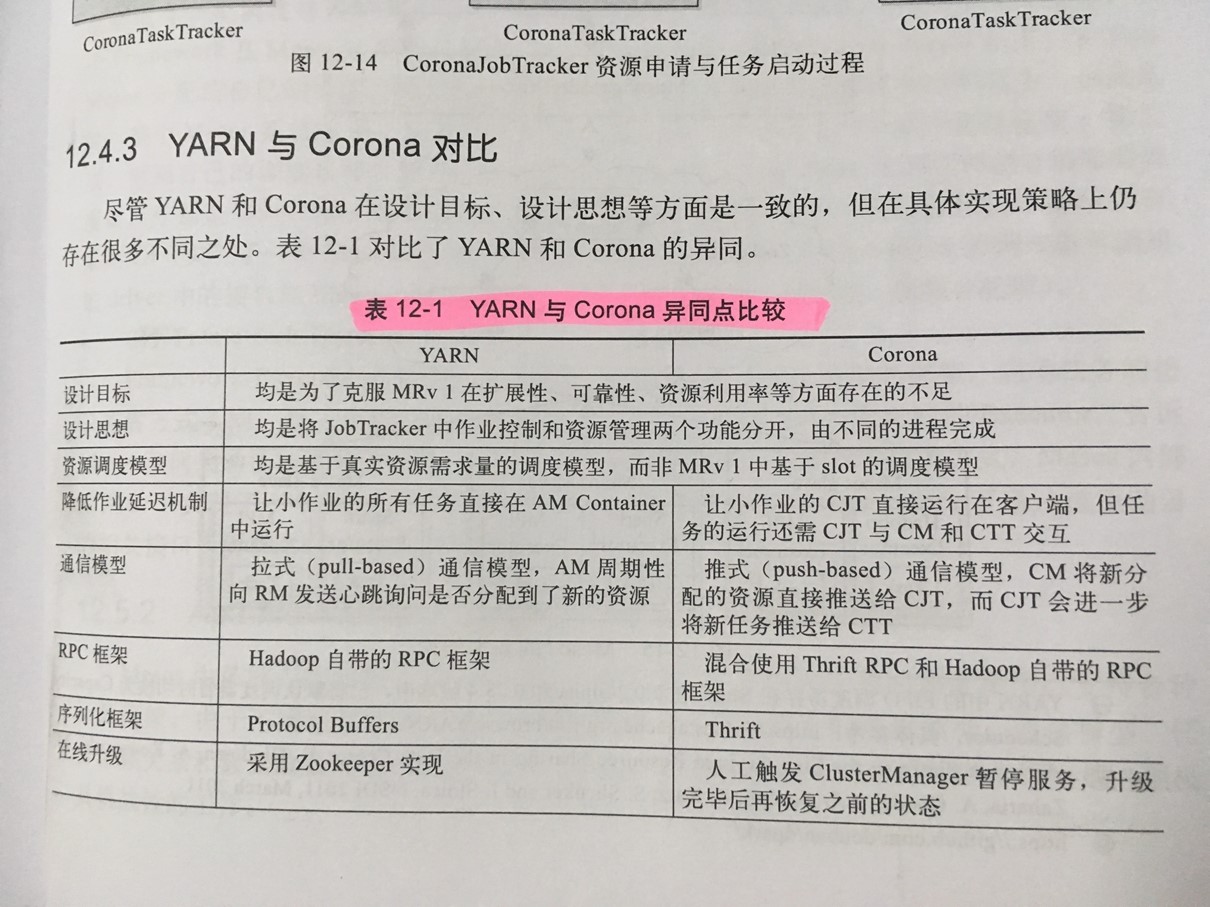 CoronaTaskTracker
CoronaTaskTracker
CoronaTaskTracker
图 12-14 CoronaJobTracker 资源申请与任务启动过程
12.4.3 YARN 与 Corona 对比
尽管 YARN 和 Corona 在设计目标、设计思想等方面是一致的，但在具体实现策略上仍
存在很多不同之处。表 12-1 对比了 YARN 和 Corona 的异同。
表 12-1 YARN 与 Corona 异同点比较
YARN
Corona
设计目标
均是为了克服 MRv 1 在扩展性、可靠性、资源利用率等方面存在的不足
设计思想
均是将 JobTracker 中作业控制和资源管理两个功能分开，由不同的进程完成
资源调度模型
均是基于真实资源需求量的调度模型，而非 MRv 1 中基于 slot 的调度模型
降低作业延迟机制
让小作业的所有任务直接在 AM Container
中运行
让小作业的 CJT 直接运行在客户端，但任
务的运行还需 CJT 与 CM 和 CTT 交互
通信模型
拉式（pull-based）通信模型，AM 周期性
向 RM 发送心跳询问是否分配到了新的资源
推式（push-based）通信模型，CM 将新分
配的资源直接推送给 CJT，而 CJT 会进一步
将新任务推送给 CTT
RPC 框架
Hadoop 自带的 RPC 框架
混合使用 Thrift RPC 和 Hadoop 自带的 RPC
框架
序列化框架
Protocol Buffers
Thrift
在线升级
采用 Zookeeper 实现
人工触发 ClusterManager 暂停服务，升级
完毕后再恢复之前的状态